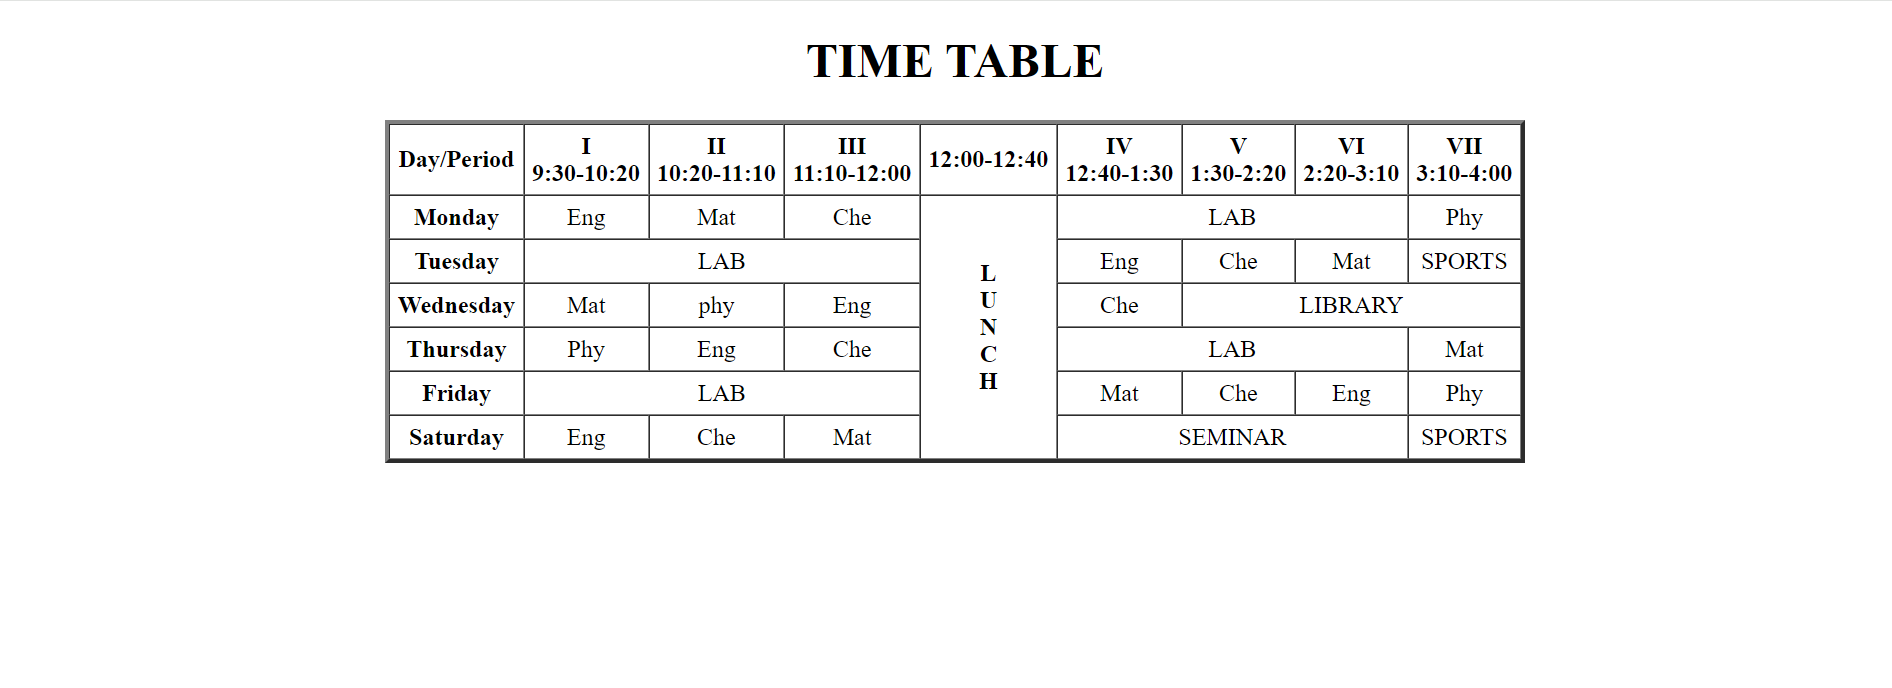 TIME TABLE
Day/Period I II III 12:00-12:40 IV V VI VII
9:30-10:20 10:20-11:10 11:10-12:00 12:40-1:30 1:30-2:20 2:20-3:10 3:10-4:00
Monday Eng Mat Che LAB Phy
Tuesday LAB Eng Che Mat SPORTS
Wednesday Mat phy Eng Che LIBRARY
Thursday Phy Eng Che LAB Mat
Friday LAB Mat Che Eng Phy
Saturday Eng Che Mat SEMINAR SPORTS
L
U
N
C
H